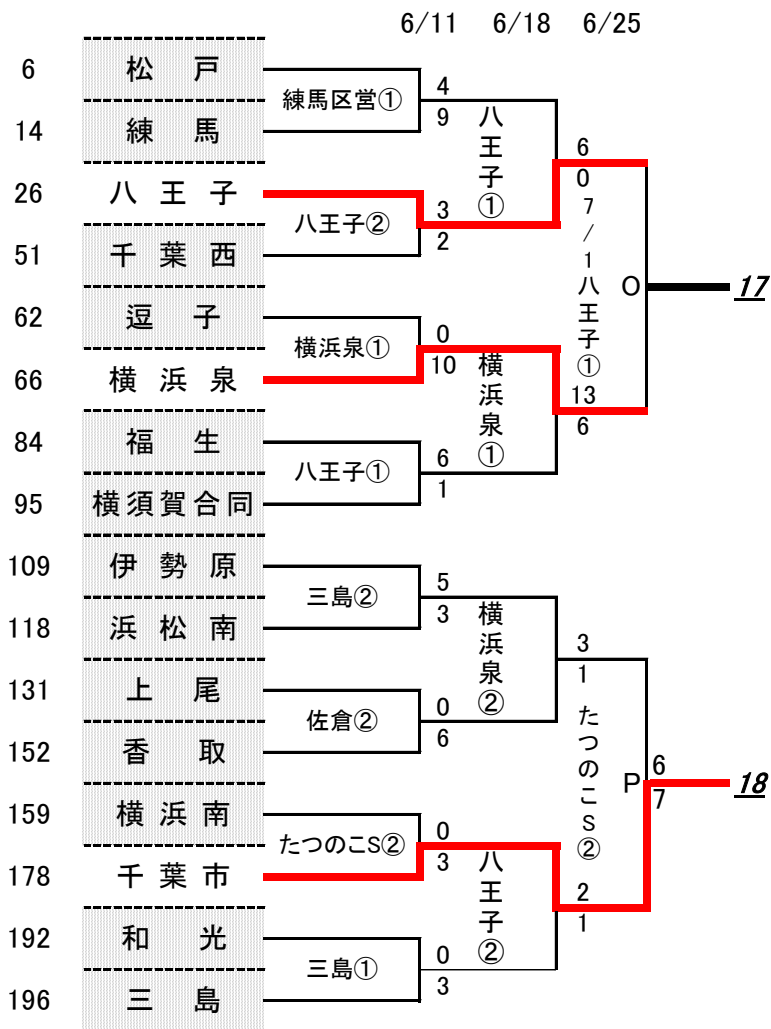 6/11 6/18 6/25
6 松戸
練馬区営① 4
9
14 練馬
八王子①
6
0
26 八王子
八王子② 3
2
51 千葉西
7/1八王子①
O 17
62 逗子
横浜泉① 0
10
66 横浜泉
横浜泉①
13
6
84 福生
八王子① 6
1
95 横須賀合同
109 伊勢原
三島② 5
3
118 浜松南
横浜泉②
3
1
131 上尾
佐倉② 0
6
152 香取
たつのこS②
P 6
7
18
159 横浜南
たつのこS② 0
3
178 千葉市
八王子②
2
1
192 和光
三島① 0
3
196 三島